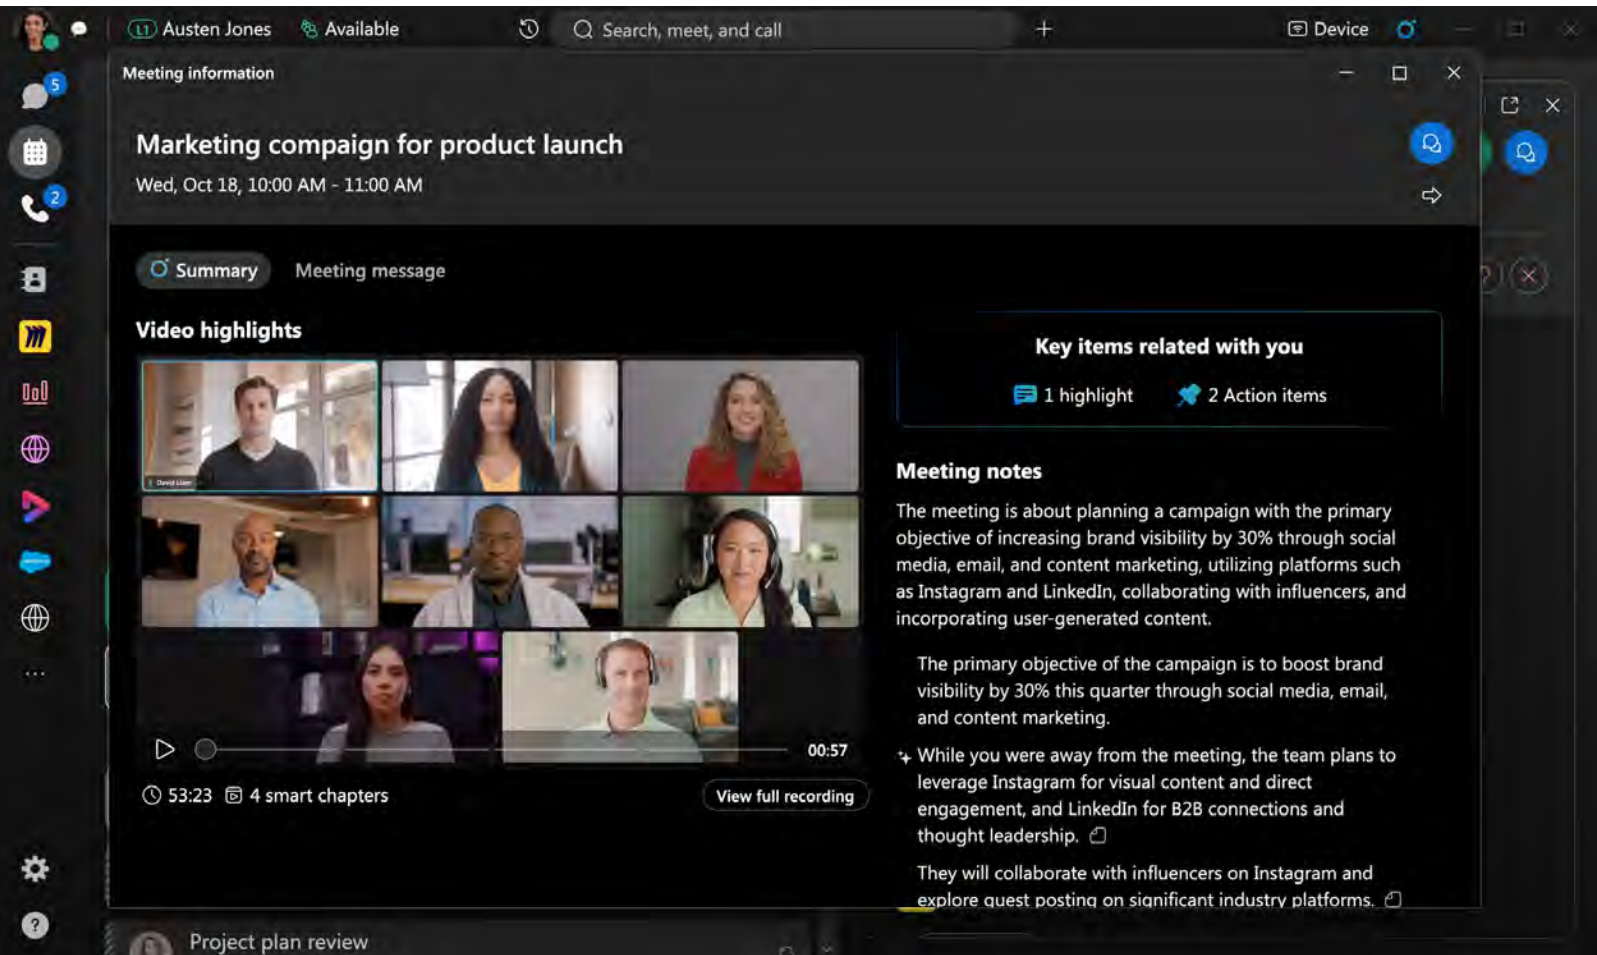 L1 Austen Jones Available Search, meet, and call Device
5
2
Meeting information
Marketing compaign for product launch
Wed, Oct 18, 10:00 AM - 11:00 AM
Summary Meeting message
Video highlights
00:57
53:23 4 smart chapters View full recording
Key items related with you
1 highlight 2 Action items
Meeting notes
The meeting is about planning a campaign with the primary
objective of increasing brand visibility by 30% through social
media, email, and content marketing, utilizing platforms such
as Instagram and LinkedIn, collaborating with influencers, and
incorporating user-generated content.
The primary objective of the campaign is to boost brand
visibility by 30% this quarter through social media, email,
and content marketing.
While you were away from the meeting, the team plans to
leverage Instagram for visual content and direct
engagement, and LinkedIn for B2B connections and
thought leadership.
They will collaborate with influencers on Instagram and
explore guest posting on significant industry platforms.
Project plan review